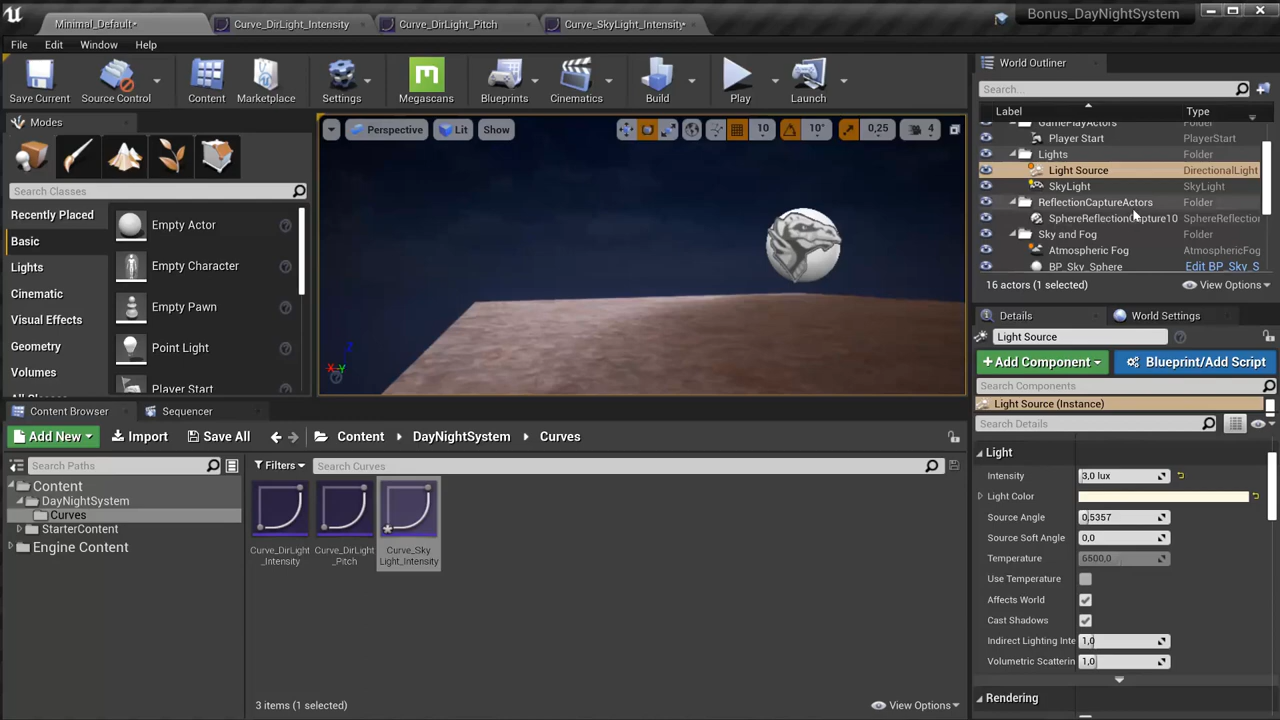 Minimal_Default•
Curve_DirLight_Intensity
Curve_DirLight_Pitch
Curve_SkyLight_Intensity•
Bonus_DayNightSystem
File Edit Window Help
Save Current
Source Control
Content
Marketplace
Settings
Megascans
Blueprints
Cinematics
Build
Play
Launch
Modes
Search Classes
Recently Placed
Basic
Lights
Cinematic
Visual Effects
Geometry
Volumes
Empty Actor
Empty Character
Empty Pawn
Point Light
Player Start
Perspective
Lit
Show
10
10°
0,25
4
X Y
World Outliner
Search...
Label Type
GamePlayActors Folder
Player Start PlayerStart
Lights Folder
Light Source DirectionalLight
SkyLight SkyLight
ReflectionCaptureActors Folder
SphereReflectionCapture10 SphereReflectio
Sky and Fog Folder
Atmospheric Fog AtmosphericFog
BP_Sky_Sphere Edit BP_Sky_S
16 actors (1 selected)
View Options
Details
World Settings
Light Source
+Add Component
Blueprint/Add Script
Search Components
Light Source (Instance)
Search Details
Light
Intensity 3,0 lux
Light Color
Source Angle 0,5357
Source Soft Angle 0,0
Temperature 6500,0
Use Temperature
Affects World
Cast Shadows
Indirect Lighting Inte 1,0
Volumetric Scatterin 1,0
Rendering
Content Browser
Sequencer
Add New
Import
Save All
Content
DayNightSystem
Curves
Search Paths
Filters
Search Curves
Content
DayNightSystem
Curves
StarterContent
Engine Content
Curve_DirLight
_Intensity
Curve_DirLight
_Pitch
Curve_Sky
Light_Intensity
3 items (1 selected)
View Options